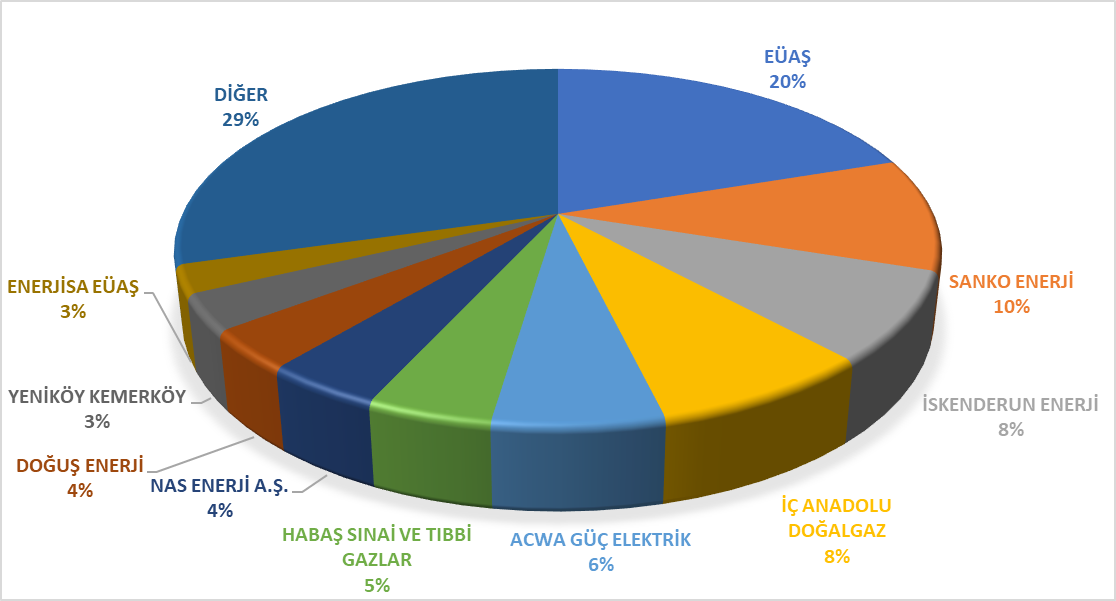 EÜAŞ
20%
SANKO ENERJİ
10%
İSKENDERUN ENERJİ
8%
İÇ ANADOLU
DOĞALGAZ
8%
ACWA GÜÇ ELEKTRİK
6%
HABAŞ SINAİ VE TIBBİ
GAZLAR
5%
NAS ENERJİ A.Ş.
4%
DOĞUŞ ENERJİ
4%
YENİKÖY KEMERKÖY
3%
ENERJİSA EÜAŞ
3%
DİĞER
29%